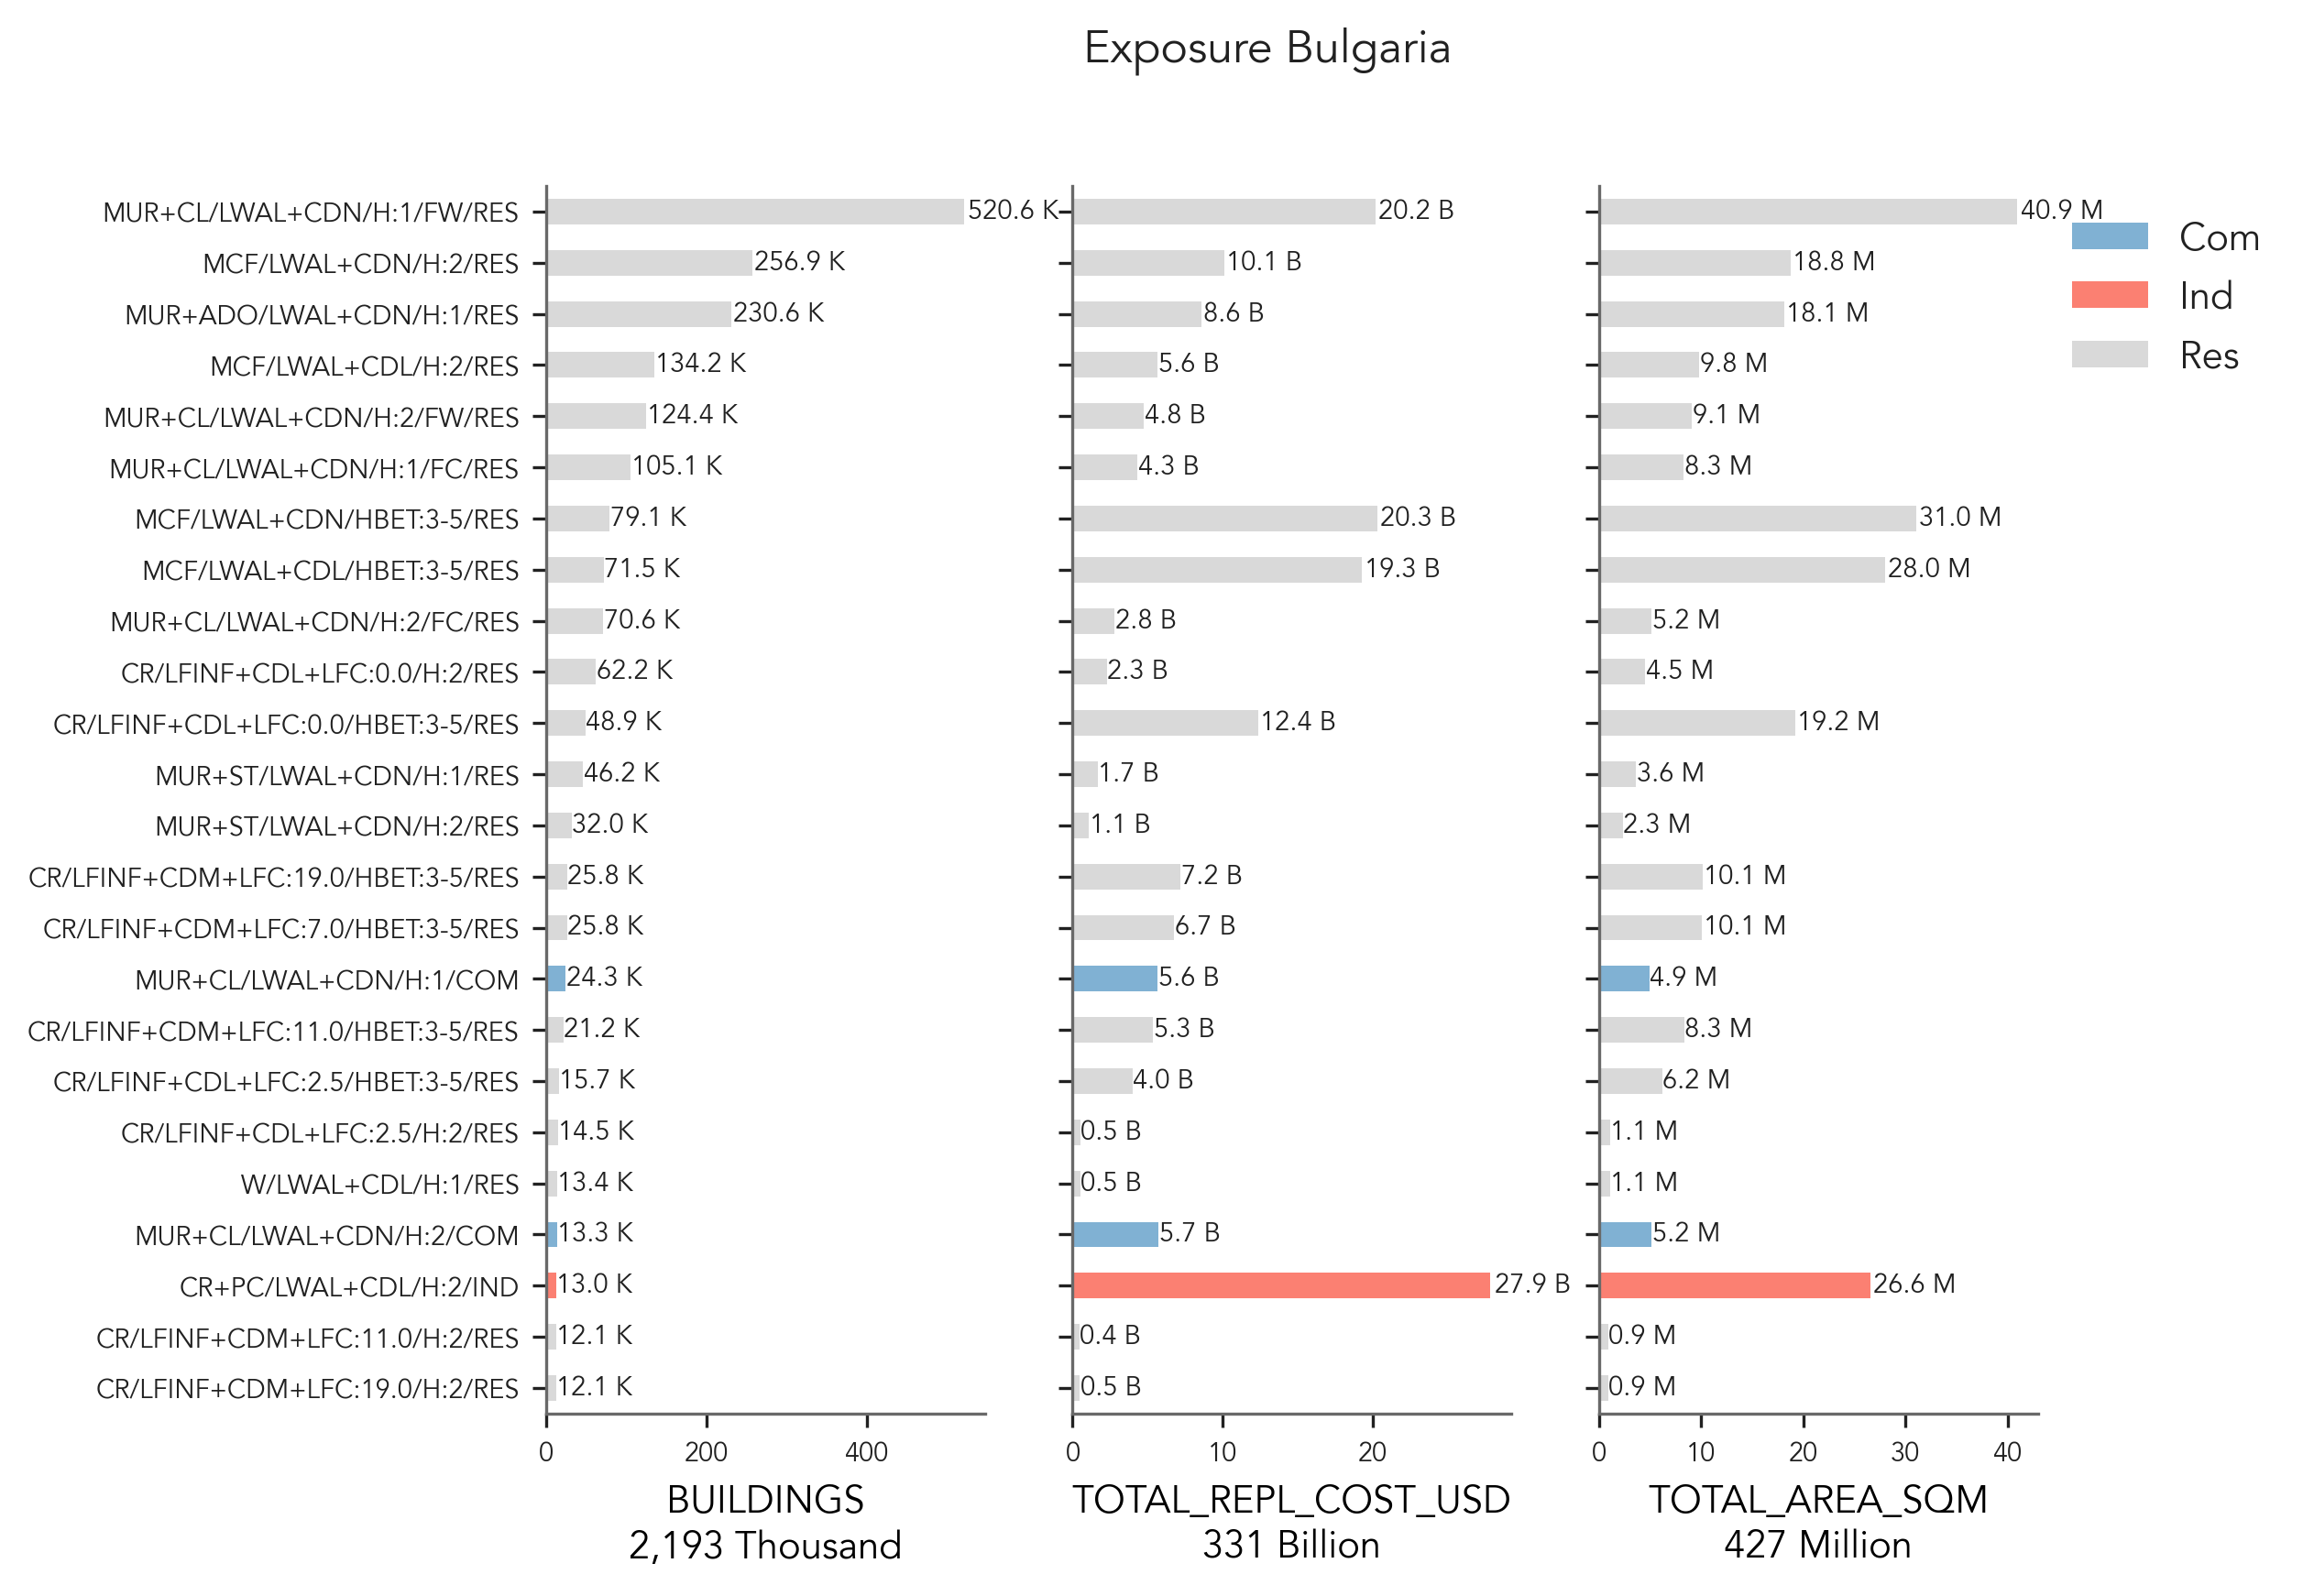 Exposure Bulgaria
MUR+CL/LWAL+CDN/H:1/FW/RES 520.6 K 20.2 B 40.9 M
Com
MCF/LWAL+CDN/H:2/RES 256.9 K 10.1 B 18.8 M
Ind
MUR+ADO/LWAL+CDN/H:1/RES 230.6 K 8.6 B 18.1 M
Res
MCF/LWAL+CDL/H:2/RES 134.2 K 5.6 B 9.8 M
MUR+CL/LWAL+CDN/H:2/FW/RES 124.4 K 4.8 B 9.1 M
MUR+CL/LWAL+CDN/H:1/FC/RES 105.1 K 4.3 B 8.3 M
MCF/LWAL+CDN/HBET:3-5/RES 79.1 K 20.3 B 31.0 M
MCF/LWAL+CDL/HBET:3-5/RES 71.5 K 19.3 B 28.0 M
MUR+CL/LWAL+CDN/H:2/FC/RES 70.6 K 2.8 B 5.2 M
CR/LFINF+CDL+LFC:0.0/H:2/RES 62.2 K 2.3 B 4.5 M
CR/LFINF+CDL+LFC:0.0/HBET:3-5/RES 48.9 K 12.4 B 19.2 M
MUR+ST/LWAL+CDN/H:1/RES 46.2 K 1.7 B 3.6 M
MUR+ST/LWAL+CDN/H:2/RES 32.0 K 1.1 B 2.3 M
CR/LFINF+CDM+LFC:19.0/HBET:3-5/RES 25.8 K 7.2 B 10.1 M
CR/LFINF+CDM+LFC:7.0/HBET:3-5/RES 25.8 K 6.7 B 10.1 M
MUR+CL/LWAL+CDN/H:1/COM 24.3 K 5.6 B 4.9 M
CR/LFINF+CDM+LFC:11.0/HBET:3-5/RES 21.2 K 5.3 B 8.3 M
CR/LFINF+CDL+LFC:2.5/HBET:3-5/RES 15.7 K 4.0 B 6.2 M
CR/LFINF+CDL+LFC:2.5/H:2/RES 14.5 K 0.5 B 1.1 M
W/LWAL+CDL/H:1/RES 13.4 K 0.5 B 1.1 M
MUR+CL/LWAL+CDN/H:2/COM 13.3 K 5.7 B 5.2 M
CR+PC/LWAL+CDL/H:2/IND 13.0 K 27.9 B 26.6 M
CR/LFINF+CDM+LFC:11.0/H:2/RES 12.1 K 0.4 B 0.9 M
CR/LFINF+CDM+LFC:19.0/H:2/RES 12.1 K 0.5 B 0.9 M
0 200 400 0 10 20 0 10 20 30 40
BUILDINGS TOTAL_REPL_COST_USD TOTAL_AREA_SQM
2,193 Thousand 331 Billion 427 Million